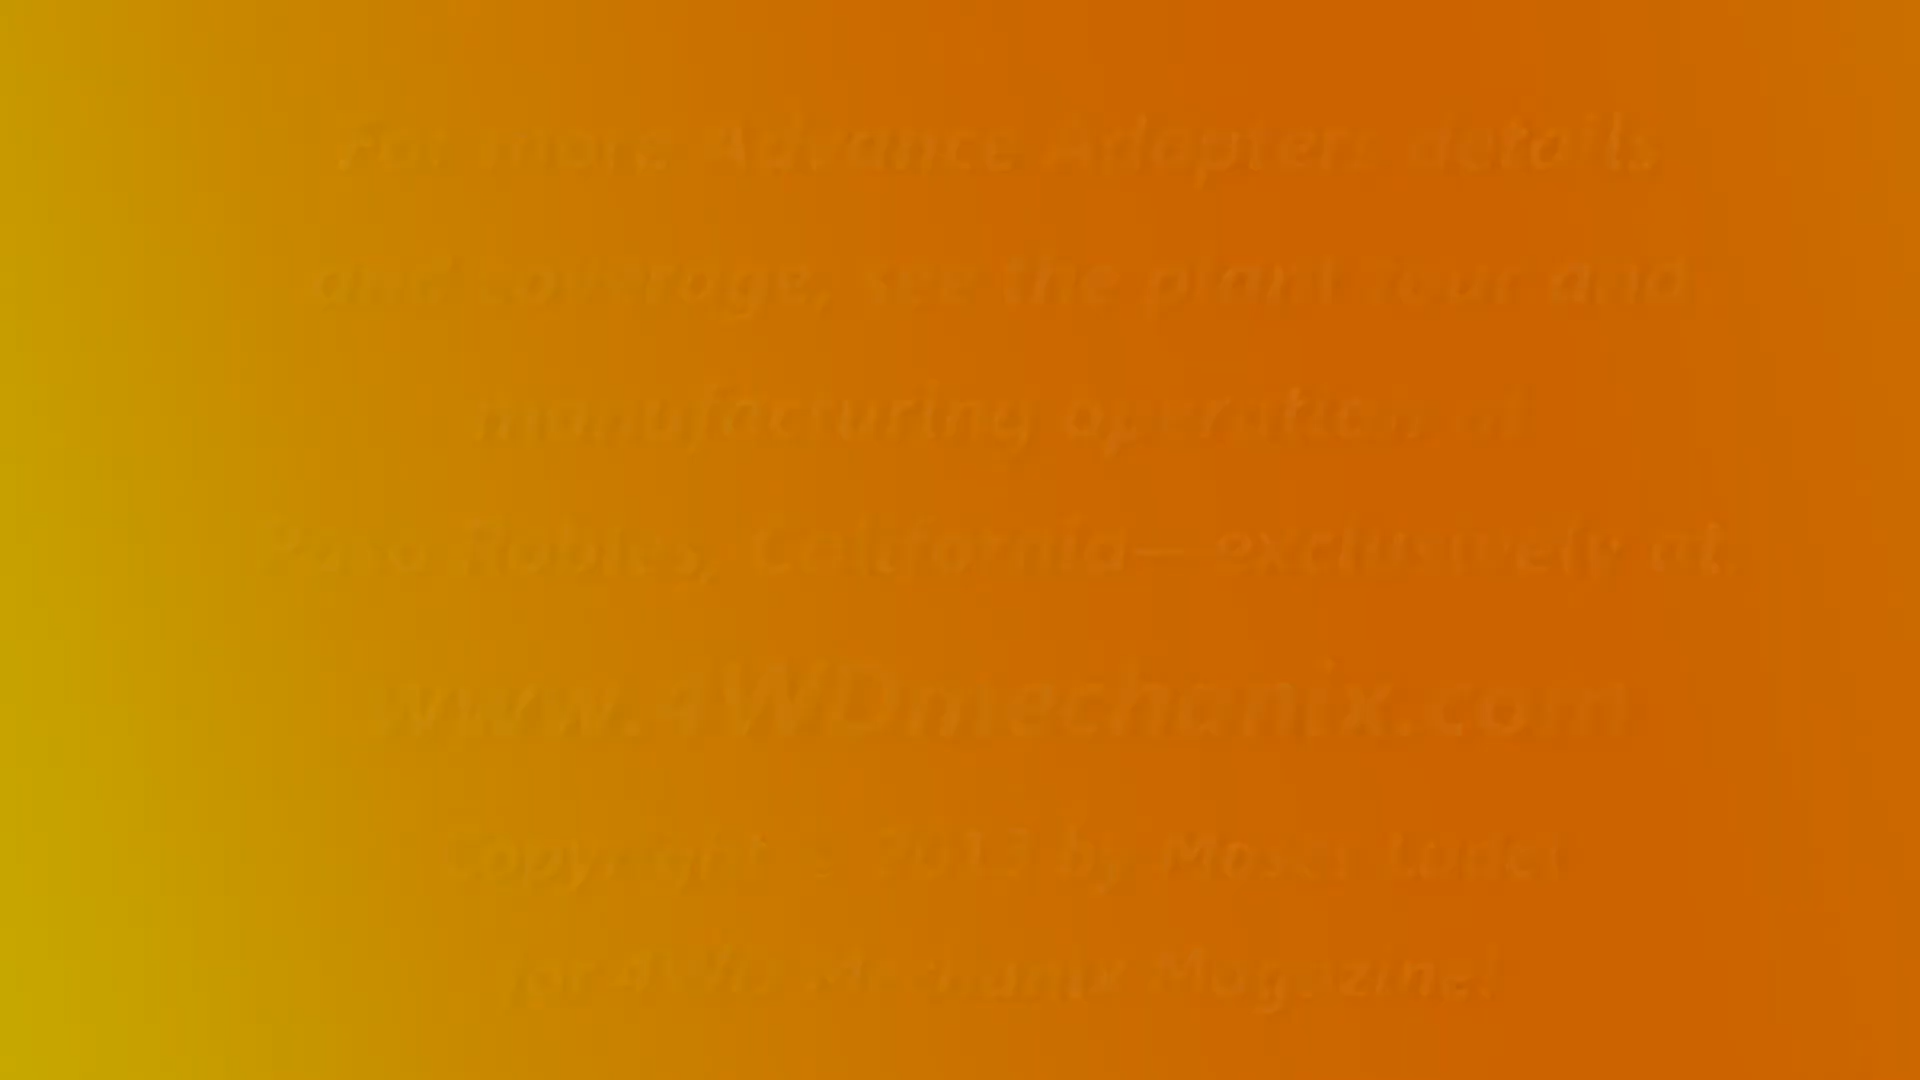 For more Advance Adapters details
and coverage, see the plant tour and
manufacturing operation at
Paso Robles, California—exclusively at
www.4WDmechanix.com
Copyright © 2013 by Moses Ludel
for 4WD Mechanix Magazine!